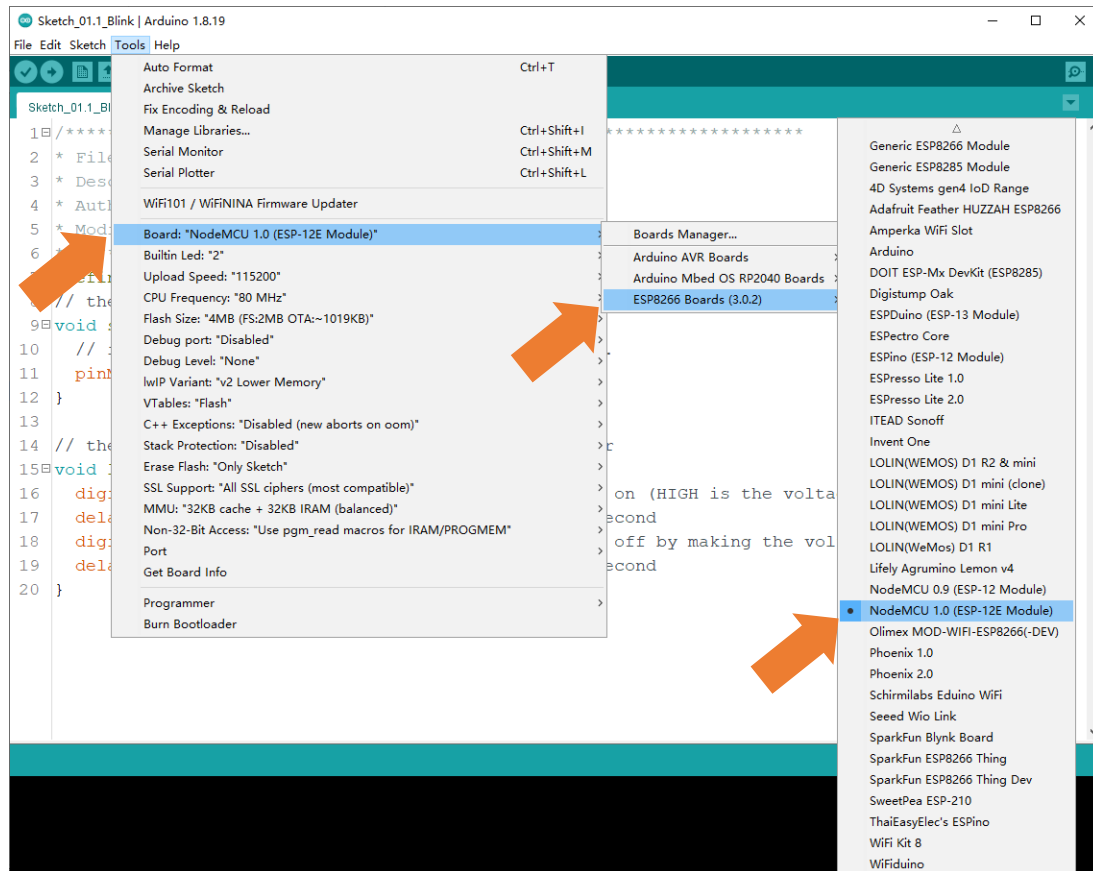 Sketch_01.1_Blink | Arduino 1.8.19
File Edit Sketch Tools Help
Sketch_01.1_Bl
Auto Format Ctrl+T
Archive Sketch
Fix Encoding & Reload
Manage Libraries... Ctrl+Shift+I
Serial Monitor Ctrl+Shift+M
Serial Plotter Ctrl+Shift+L
WiFi101 / WiFiNINA Firmware Updater
Board: "NodeMCU 1.0 (ESP-12E Module)"
Builtin Led: "2"
Upload Speed: "115200"
CPU Frequency: "80 MHz"
Flash Size: "4MB (FS:2MB OTA:~1019KB)"
Debug port: "Disabled"
Debug Level: "None"
lwIP Variant: "v2 Lower Memory"
VTables: "Flash"
C++ Exceptions: "Disabled (new aborts on oom)"
Stack Protection: "Disabled"
Erase Flash: "Only Sketch"
SSL Support: "All SSL ciphers (most compatible)"
MMU: "32KB cache + 32KB IRAM (balanced)"
Non-32-Bit Access: "Use pgm_read macros for IRAM/PROGMEM"
Port
Get Board Info
Programmer
Burn Bootloader
Boards Manager...
Arduino AVR Boards
Arduino Mbed OS RP2040 Boards
ESP8266 Boards (3.0.2)
Generic ESP8266 Module
Generic ESP8285 Module
4D Systems gen4 IoD Range
Adafruit Feather HUZZAH ESP8266
Amperka WiFi Slot
Arduino
DOIT ESP-Mx DevKit (ESP8285)
Digistump Oak
ESPDuino (ESP-13 Module)
ESPectro Core
ESPino (ESP-12 Module)
ESPresso Lite 1.0
ESPresso Lite 2.0
ITEAD Sonoff
Invent One
LOLIN(WEMOS) D1 R2 & mini
LOLIN(WEMOS) D1 mini (clone)
LOLIN(WEMOS) D1 mini Lite
LOLIN(WEMOS) D1 mini Pro
LOLIN(WeMos) D1 R1
Lifely Agrumino Lemon v4
NodeMCU 0.9 (ESP-12 Module)
NodeMCU 1.0 (ESP-12E Module)
Olimex MOD-WIFI-ESP8266(-DEV)
Phoenix 1.0
Phoenix 2.0
Schirmilabs Eduino WiFi
Seeed Wio Link
SparkFun Blynk Board
SparkFun ESP8266 Thing
SparkFun ESP8266 Thing Dev
SweetPea ESP-210
ThaiEasyElec's ESPino
WiFi Kit 8
WiFiduino
1 /**** *******************
2 * File
3 * Desc
4 * Auth
5 * Modi
6 *
// the
9 void
10 //
11 pinM
12 }
13
14 // the
15 void
16 digi on (HIGH is the volta
17 dela econd
18 digi off by making the vol
19 dela econd
20 }